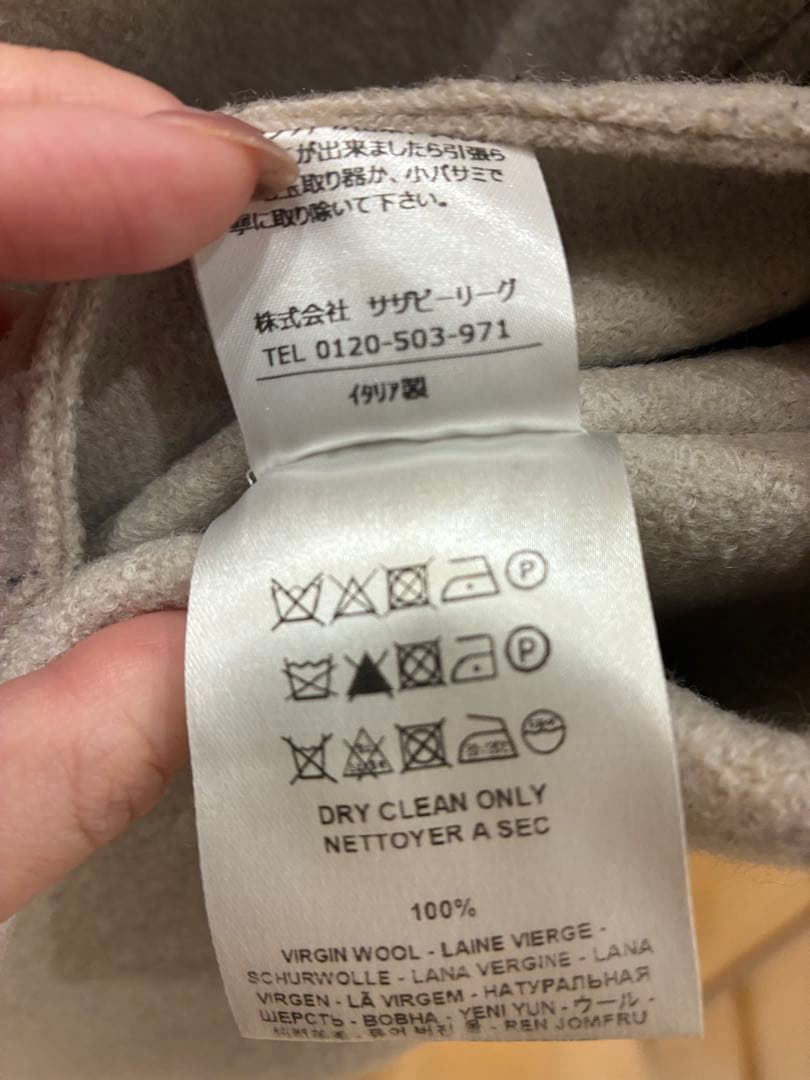 が出来ましたら引張ら
取り器か、小バサミで
寧に取り除いて下さい。
株式会社 サザビーリーグ
TEL 0120-503-971
イタリア製
P
P
DRY CLEAN ONLY
NETTOYER A SEC
100%
VIRGIN WOOL - LAINE VIERGE -
SCHURWOLLE - LANA VERGINE - LANA
VIRGEN - LÃ VIRGEM - НАТУРАЛЬНАЯ
ШЕРСТЬ - ВОВНА - YENI YUN - ウール -
REN JOMFRU